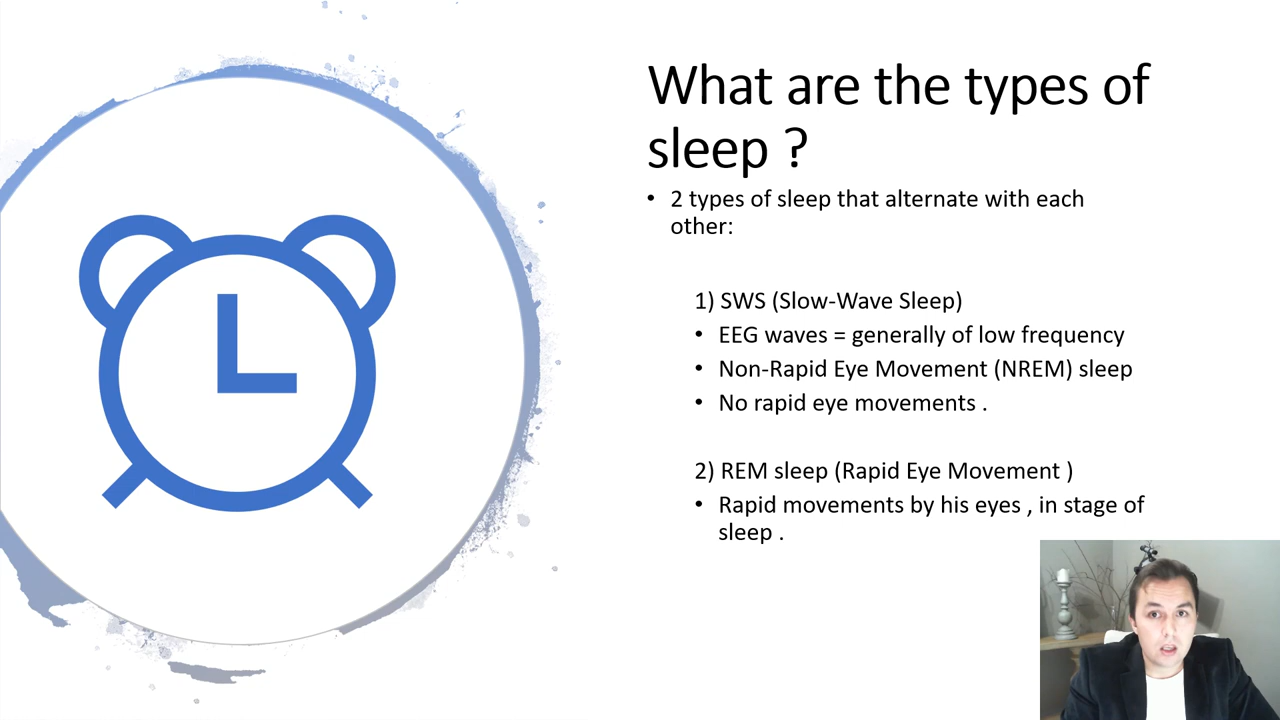 What are the types of
sleep ?
• 2 types of sleep that alternate with each
other:
1) SWS (Slow-Wave Sleep)
• EEG waves = generally of low frequency
• Non-Rapid Eye Movement (NREM) sleep
• No rapid eye movements .
2) REM sleep (Rapid Eye Movement )
• Rapid movements by his eyes , in stage of
sleep .